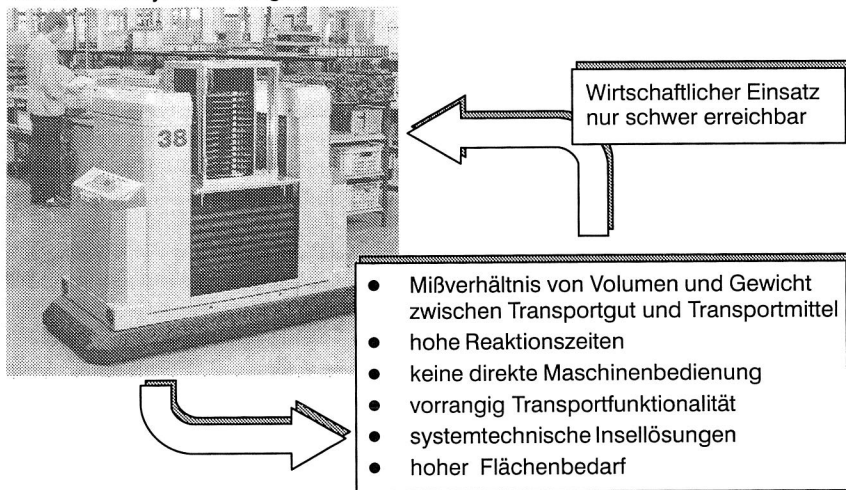 38
Wirtschaftlicher Einsatz
nur schwer erreichbar
● Mißverhältnis von Volumen und Gewicht
zwischen Transportgut und Transportmittel
● hohe Reaktionszeiten
● keine direkte Maschinenbedienung
● vorrangig Transportfunktionalität
● systemtechnische Insellösungen
● hoher Flächenbedarf